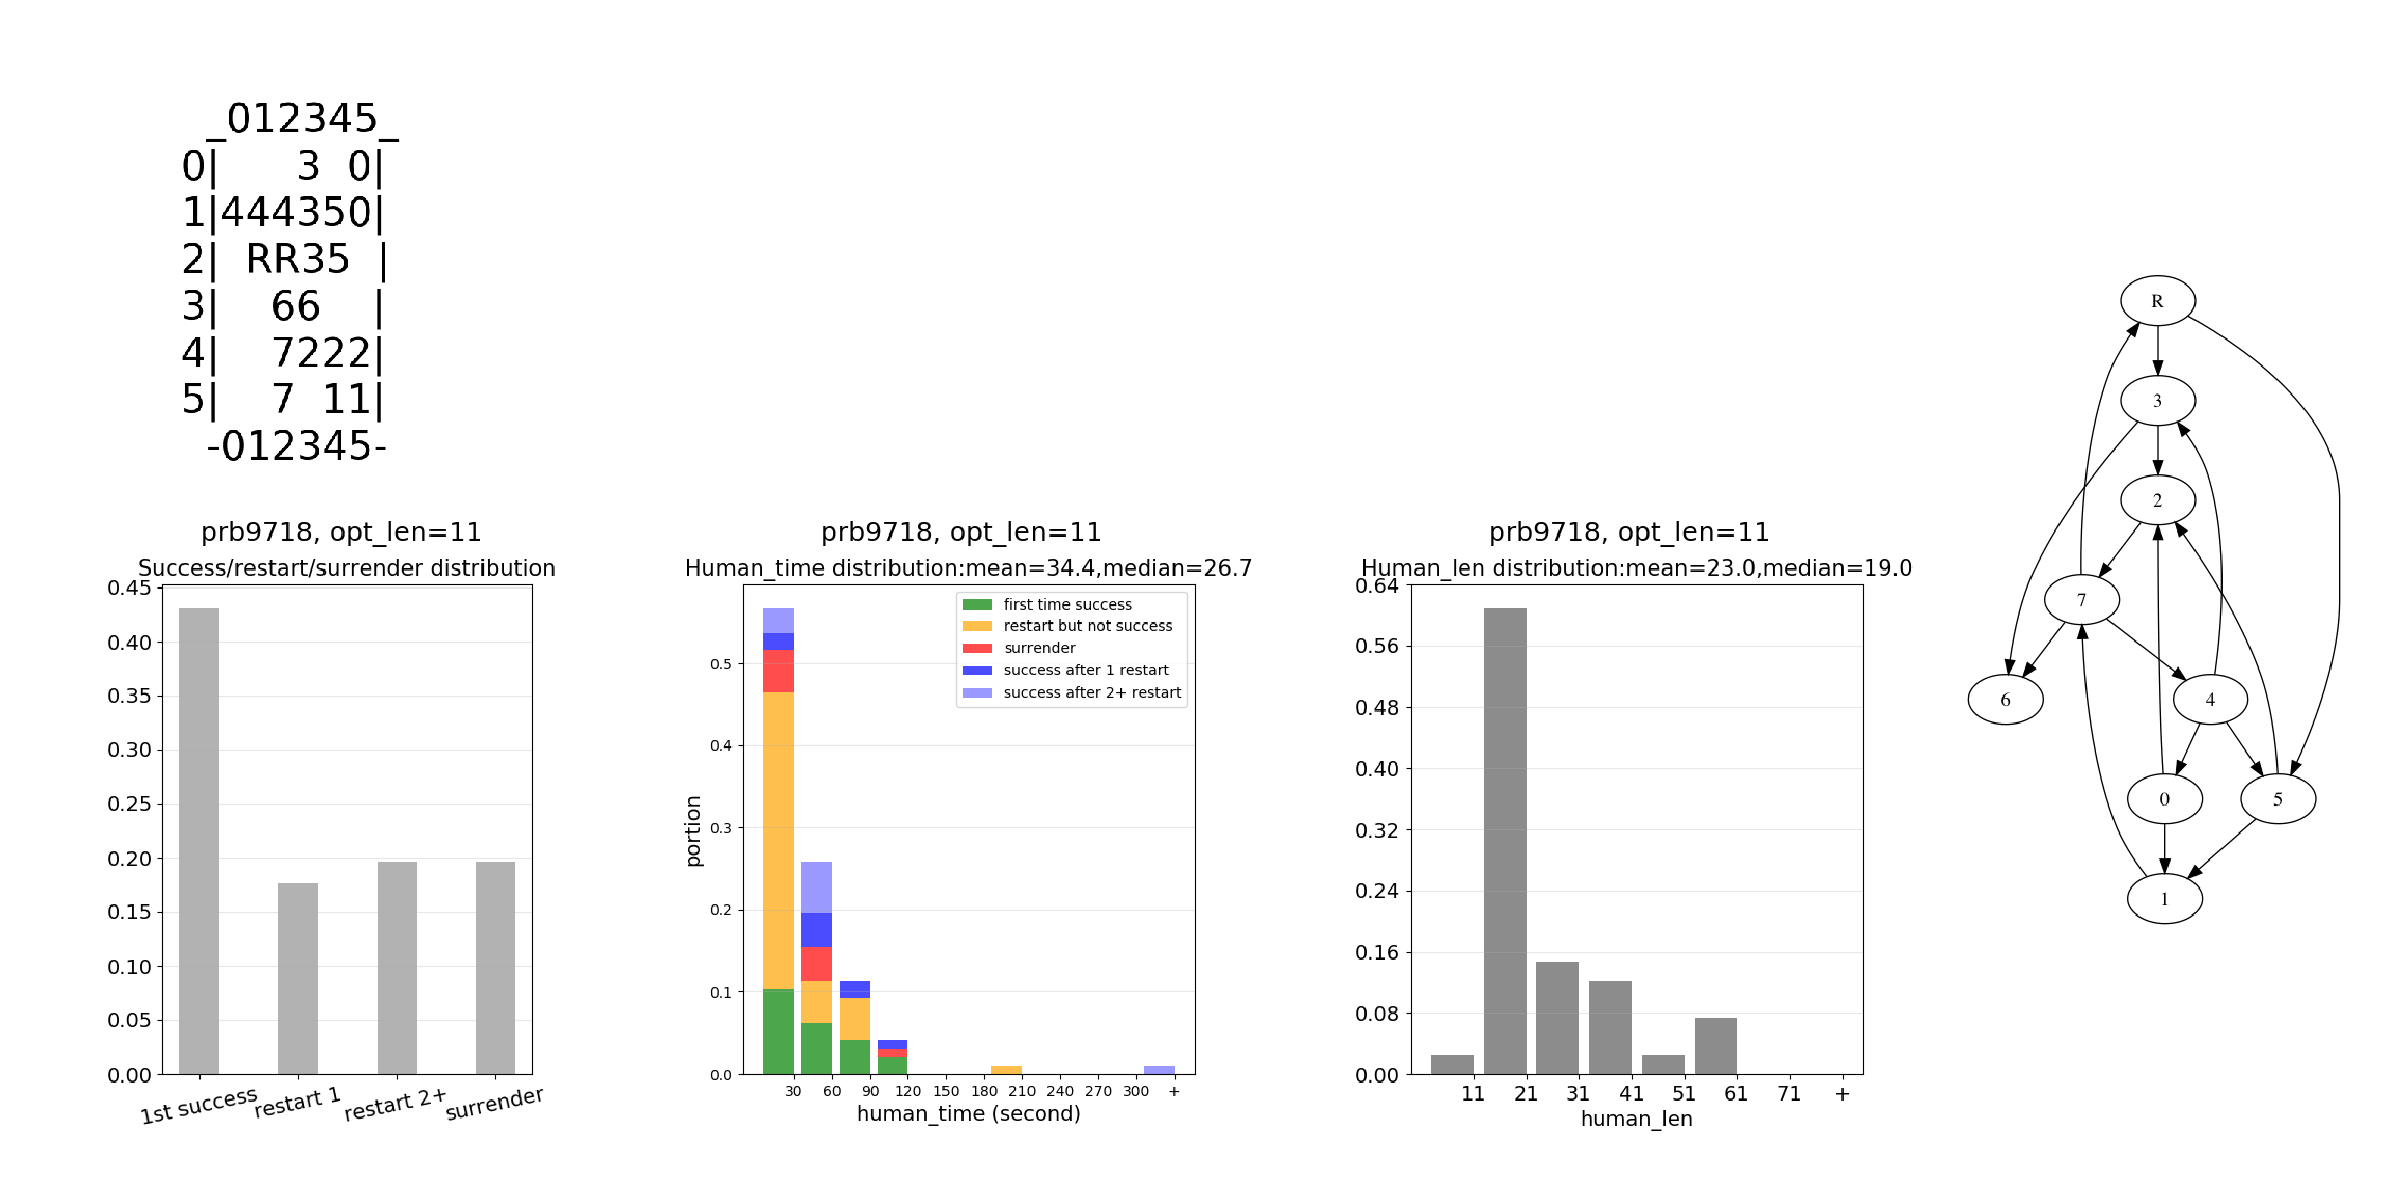 _012345_
0|   3 0|
1|444350|
2| RR35 |
3|  66  |
4|  7222|
5|  7 11|
-012345-
prb9718, opt_len=11
Success/restart/surrender distribution
0.45
0.40
0.35
0.30
0.25
0.20
0.15
0.10
0.05
0.00
1st success restart 1 restart 2+ surrender
prb9718, opt_len=11
Human_time distribution:mean=34.4,median=26.7
first time success
restart but not success
surrender
success after 1 restart
success after 2+ restart
portion
0.5
0.4
0.3
0.2
0.1
0.0
30 60 90 120 150 180 210 240 270 300 +
human_time (second)
prb9718, opt_len=11
Human_len distribution:mean=23.0,median=19.0
0.64
0.56
0.48
0.40
0.32
0.24
0.16
0.08
0.00
11 21 31 41 51 61 71 +
human_len
R
3
2
7
6 4
0 5
1